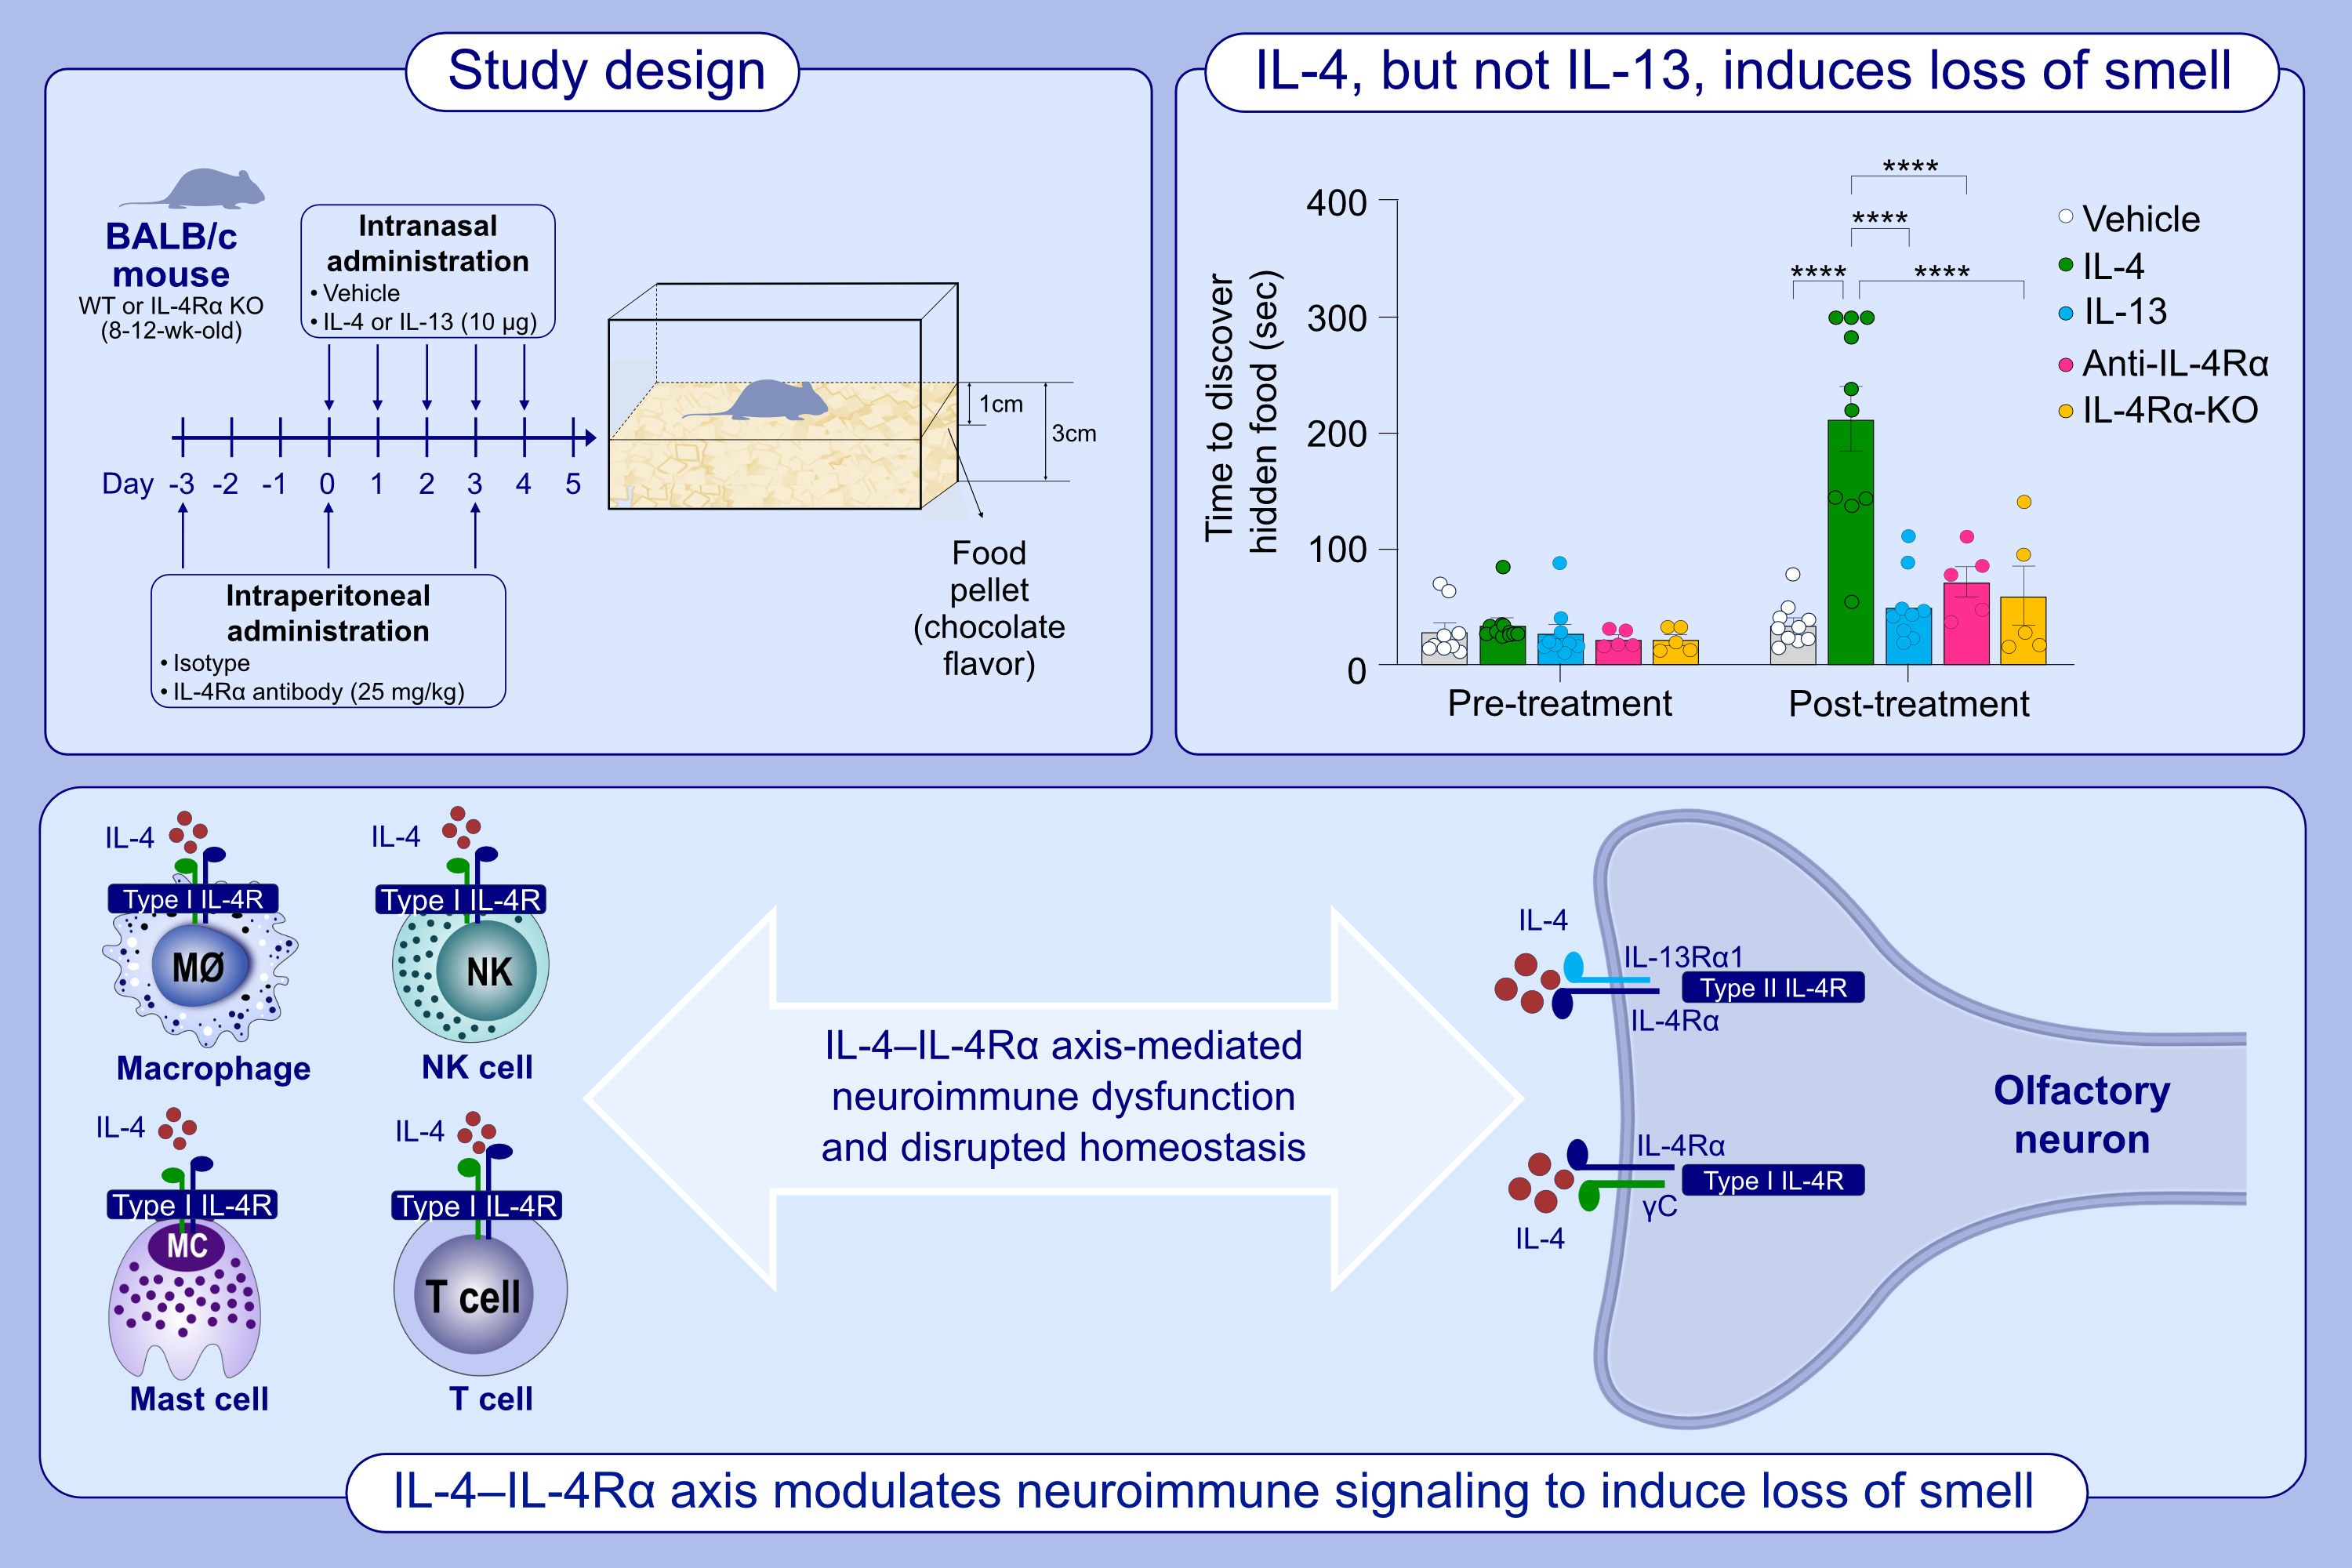 Study design
BALB/c
mouse
WT or IL-4Rα KO
(8-12-wk-old)
Intranasal
administration
• Vehicle
• IL-4 or IL-13 (10 µg)
Day -3 -2 -1 0 1 2 3 4 5
Intraperitoneal
administration
• Isotype
• IL-4Rα antibody (25 mg/kg)
1cm
3cm
Food
pellet
(chocolate
flavor)
IL-4, but not IL-13, induces loss of smell
Time to discover
hidden food (sec)
400
300
200
100
0
Pre-treatment
Post-treatment
****
****
**** ****
Vehicle
IL-4
IL-13
Anti-IL-4Rα
IL-4Rα-KO
IL-4
Type I IL-4R
MØ
Macrophage
IL-4
Type I IL-4R
NK
NK cell
IL-4
Type I IL-4R
MC
Mast cell
IL-4
Type I IL-4R
T cell
T cell
IL-4–IL-4Rα axis-mediated
neuroimmune dysfunction
and disrupted homeostasis
IL-4
IL-13Rα1
Type II IL-4R
IL-4Rα
IL-4Rα
Type I IL-4R
γC
IL-4
Olfactory
neuron
IL-4–IL-4Rα axis modulates neuroimmune signaling to induce loss of smell